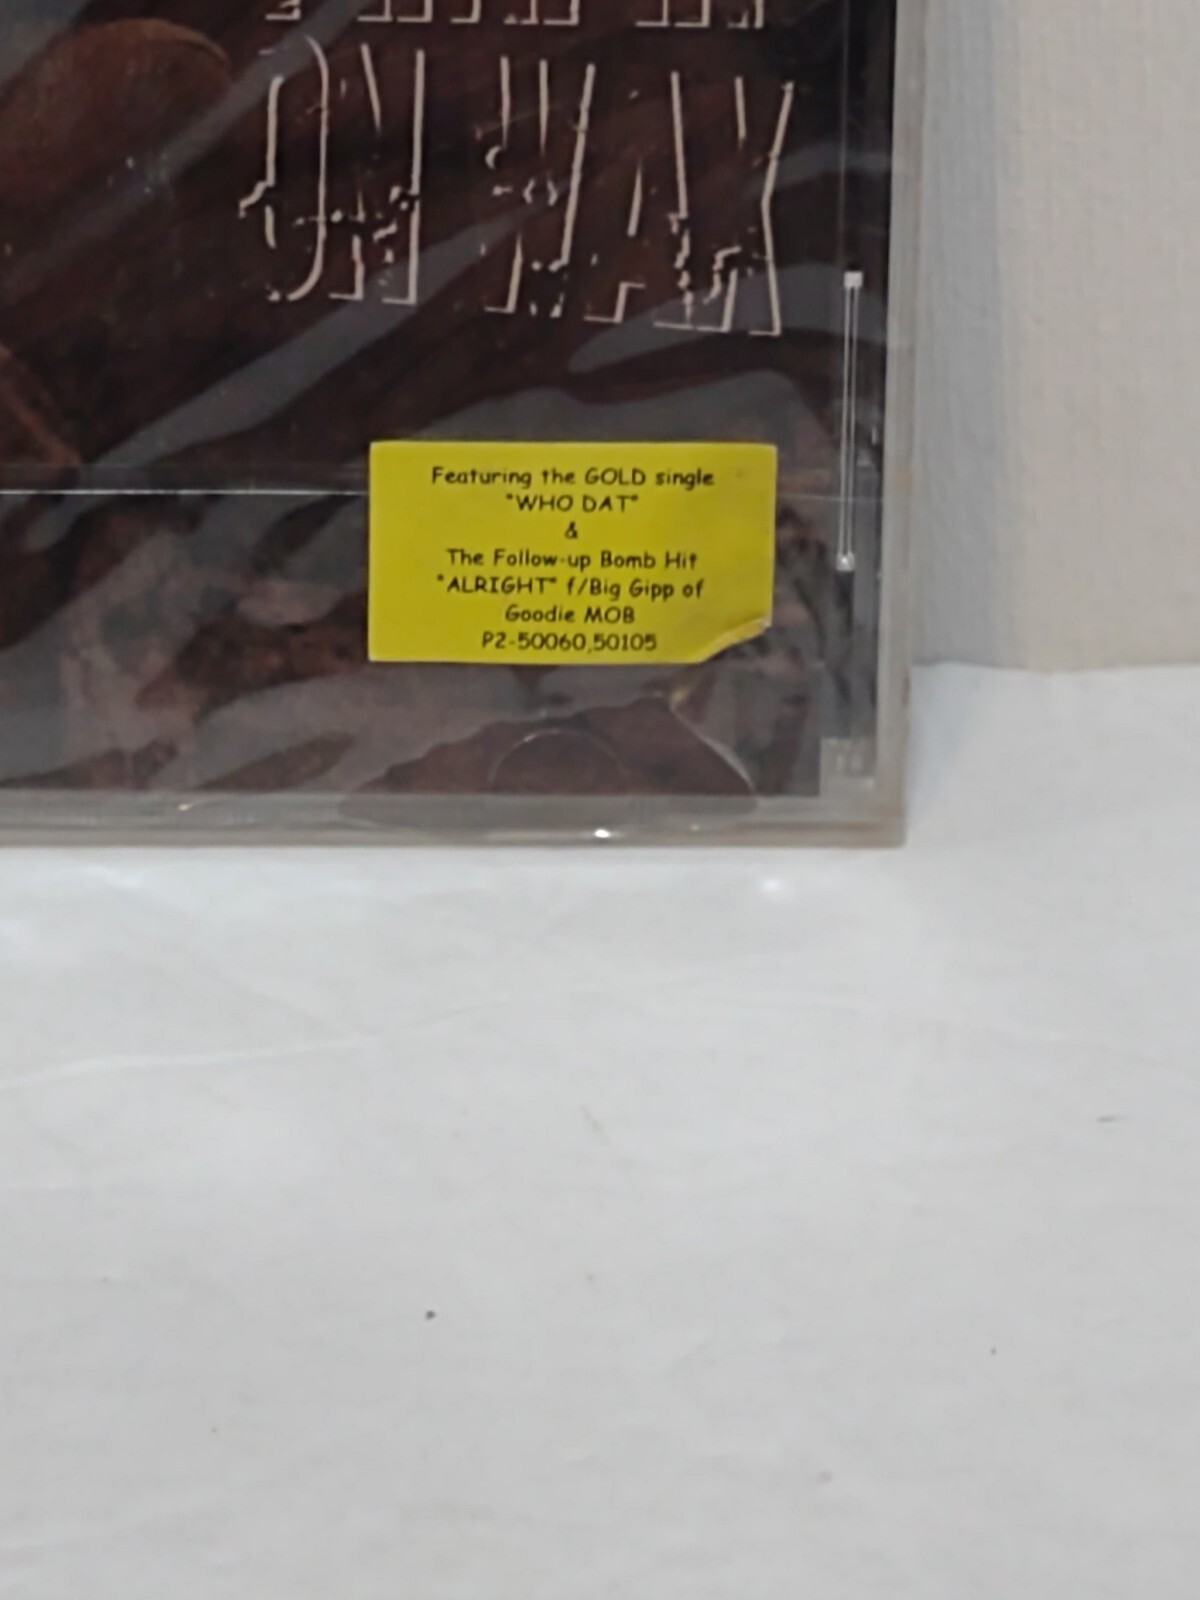 ON WAX
Featuring the GOLD single
"WHO DAT"
&
The Follow-up Bomb Hit
"ALRIGHT" f/Big Gipp of
Goodie MOB
P2-50060,50105